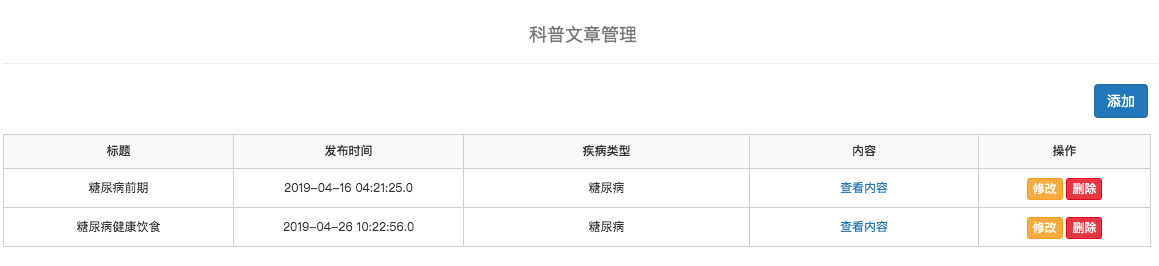 科普文章管理
添加
标题 发布时间 疾病类型 内容 操作
糖尿病前期 2019-04-16 04:21:25.0 糖尿病 查看内容 修改 删除
糖尿病健康饮食 2019-04-26 10:22:56.0 糖尿病 查看内容 修改 删除